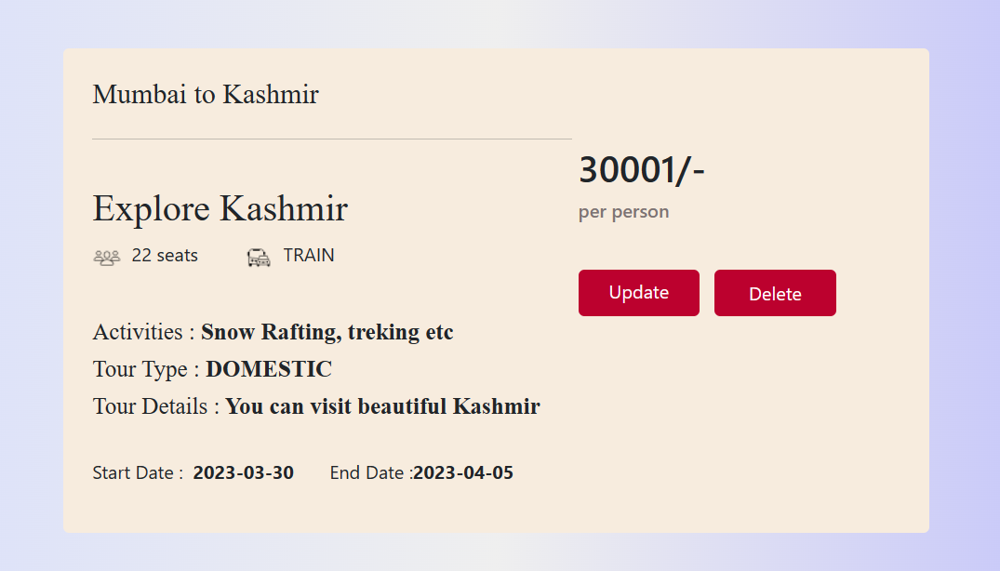 Mumbai to Kashmir
30001/-
per person
Explore Kashmir
22 seats TRAIN
Update Delete
Activities : Snow Rafting, treking etc
Tour Type : DOMESTIC
Tour Details : You can visit beautiful Kashmir
Start Date : 2023-03-30 End Date :2023-04-05